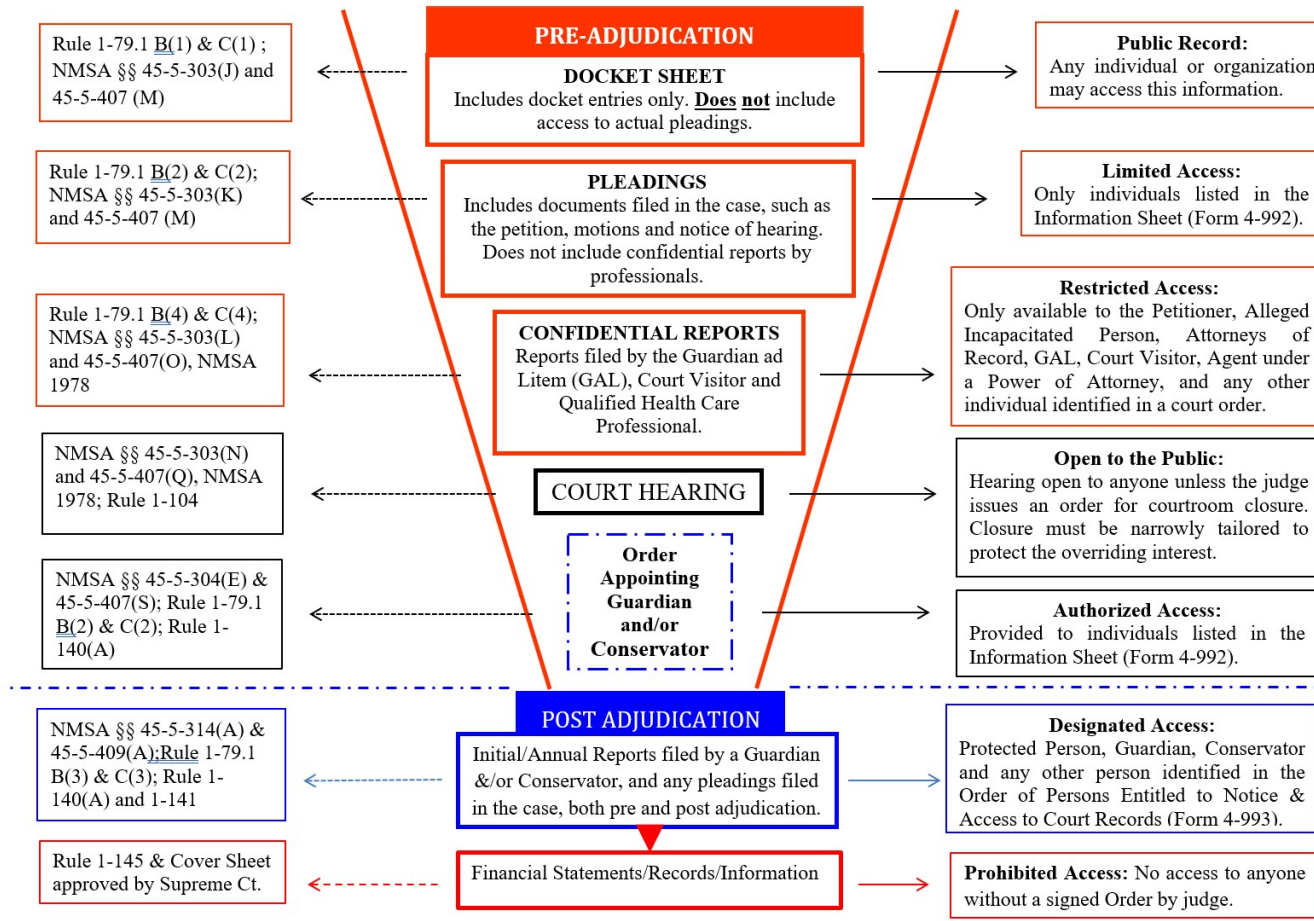 Rule 1-79.1 B(1) & C(1) ;
NMSA §§ 45-5-303(J) and
45-5-407 (M)
PRE-ADJUDICATION
DOCKET SHEET
Includes docket entries only. Does not include
access to actual pleadings.
Public Record:
Any individual or organization
may access this information.
Rule 1-79.1 B(2) & C(2);
NMSA §§ 45-5-303(K)
and 45-5-407 (M)
PLEADINGS
Includes documents filed in the case, such as
the petition, motions and notice of hearing.
Does not include confidential reports by
professionals.
Limited Access:
Only individuals listed in the
Information Sheet (Form 4-992).
Rule 1-79.1 B(4) & C(4);
NMSA §§ 45-5-303(L)
and 45-5-407(O), NMSA
1978
CONFIDENTIAL REPORTS
Reports filed by the Guardian ad
Litem (GAL), Court Visitor and
Qualified Health Care
Professional.
Restricted Access:
Only available to the Petitioner, Alleged
Incapacitated Person, Attorneys of
Record, GAL, Court Visitor, Agent under
a Power of Attorney, and any other
individual identified in a court order.
NMSA §§ 45-5-303(N)
and 45-5-407(Q), NMSA
1978; Rule 1-104
COURT HEARING
Open to the Public:
Hearing open to anyone unless the judge
issues an order for courtroom closure.
Closure must be narrowly tailored to
protect the overriding interest.
NMSA §§ 45-5-304(E) &
45-5-407(S); Rule 1-79.1
B(2) & C(2); Rule 1-
140(A)
Order
Appointing
Guardian
and/or
Conservator
Authorized Access:
Provided to individuals listed in the
Information Sheet (Form 4-992).
NMSA §§ 45-5-314(A) &
45-5-409(A);Rule 1-79.1
B(3) & C(3); Rule 1-
140(A) and 1-141
POST ADJUDICATION
Initial/Annual Reports filed by a Guardian
&/or Conservator, and any pleadings filed
in the case, both pre and post adjudication.
Designated Access:
Protected Person, Guardian, Conservator
and any other person identified in the
Order of Persons Entitled to Notice &
Access to Court Records (Form 4-993).
Rule 1-145 & Cover Sheet
approved by Supreme Ct.
Financial Statements/Records/Information
Prohibited Access: No access to anyone
without a signed Order by judge.